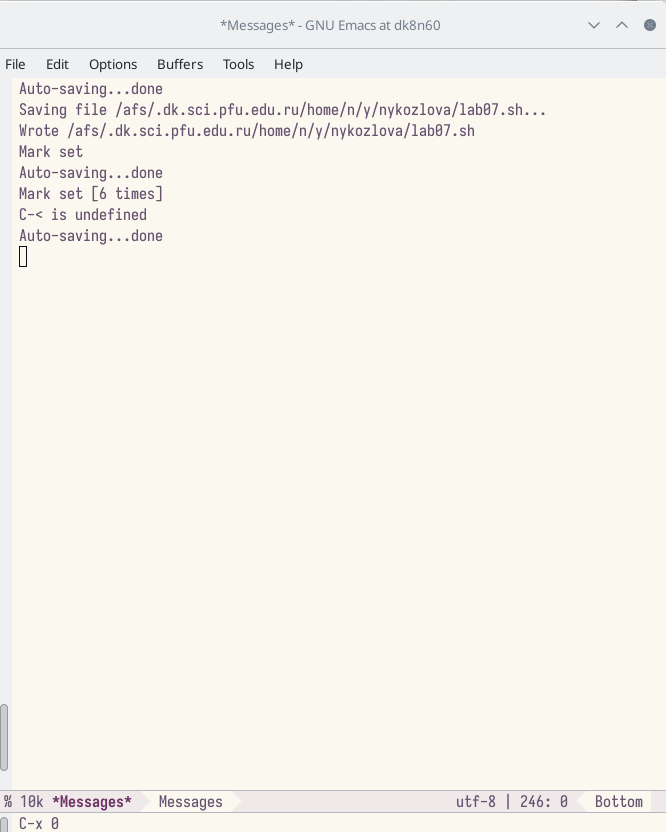 *Messages* - GNU Emacs at dk8n60
File Edit Options Buffers Tools Help
Auto-saving...done
Saving file /afs/.dk.sci.pfu.edu.ru/home/n/y/nykozlova/lab07.sh...
Wrote /afs/.dk.sci.pfu.edu.ru/home/n/y/nykozlova/lab07.sh
Mark set
Auto-saving...done
Mark set [6 times]
C-< is undefined
Auto-saving...done
% 10k *Messages* Messages utf-8 | 246: 0 Bottom
C-x 0